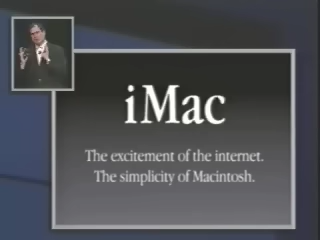 iMac
The excitement of the internet.
The simplicity of Macintosh.